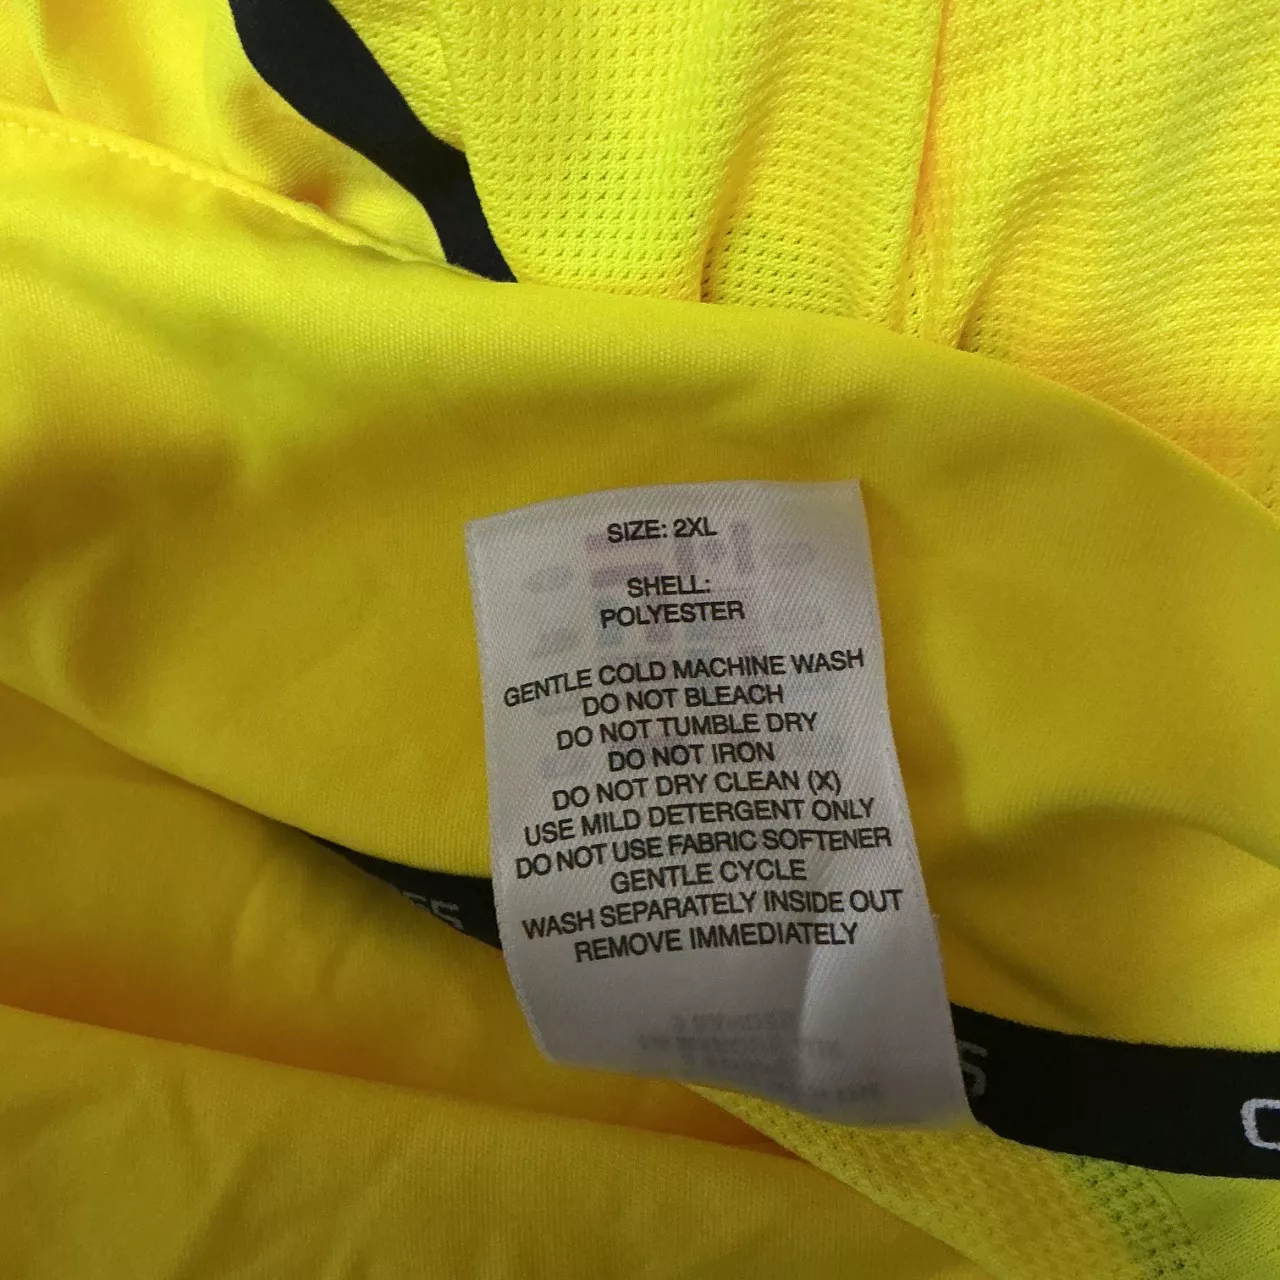 SIZE: 2XL
SHELL:
POLYESTER
GENTLE COLD MACHINE WASH
DO NOT BLEACH
DO NOT TUMBLE DRY
DO NOT IRON
DO NOT DRY CLEAN (X)
USE MILD DETERGENT ONLY
DO NOT USE FABRIC SOFTENER
GENTLE CYCLE
WASH SEPARATELY INSIDE OUT
REMOVE IMMEDIATELY